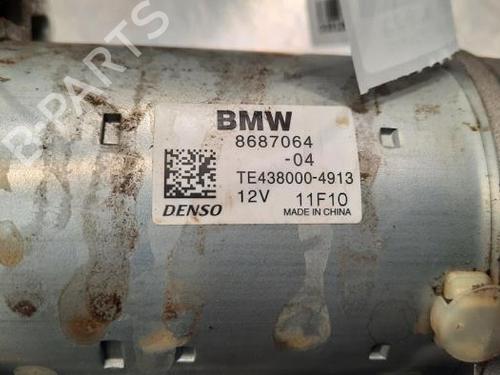 BMW
8687064
-04
TE438000-4913
DENSO 12V 11F10
MADE IN CHINA
B-PARTS